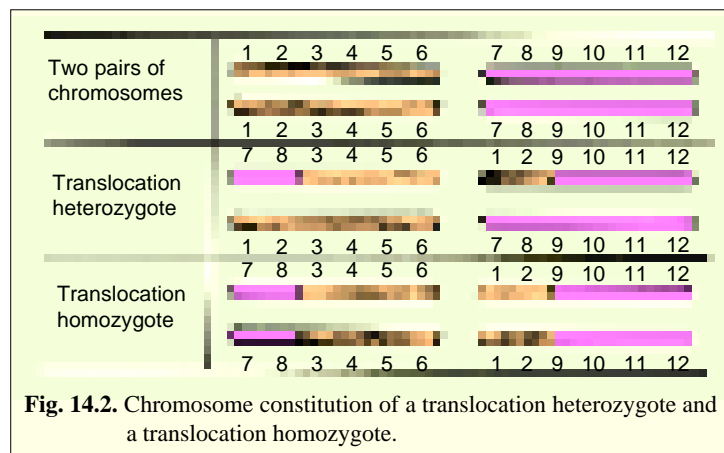 1 2 3 4 5 6 7 8 9 10 11 12
Two pairs of
chromosomes
1 2 3 4 5 6 7 8 9 10 11 12
7 8 3 4 5 6 1 2 9 10 11 12
Translocation
heterozygote
1 2 3 4 5 6 7 8 9 10 11 12
7 8 3 4 5 6 1 2 9 10 11 12
Translocation
homozygote
7 8 3 4 5 6 1 2 9 10 11 12
Fig. 14.2. Chromosome constitution of a translocation heterozygote and
a translocation homozygote.